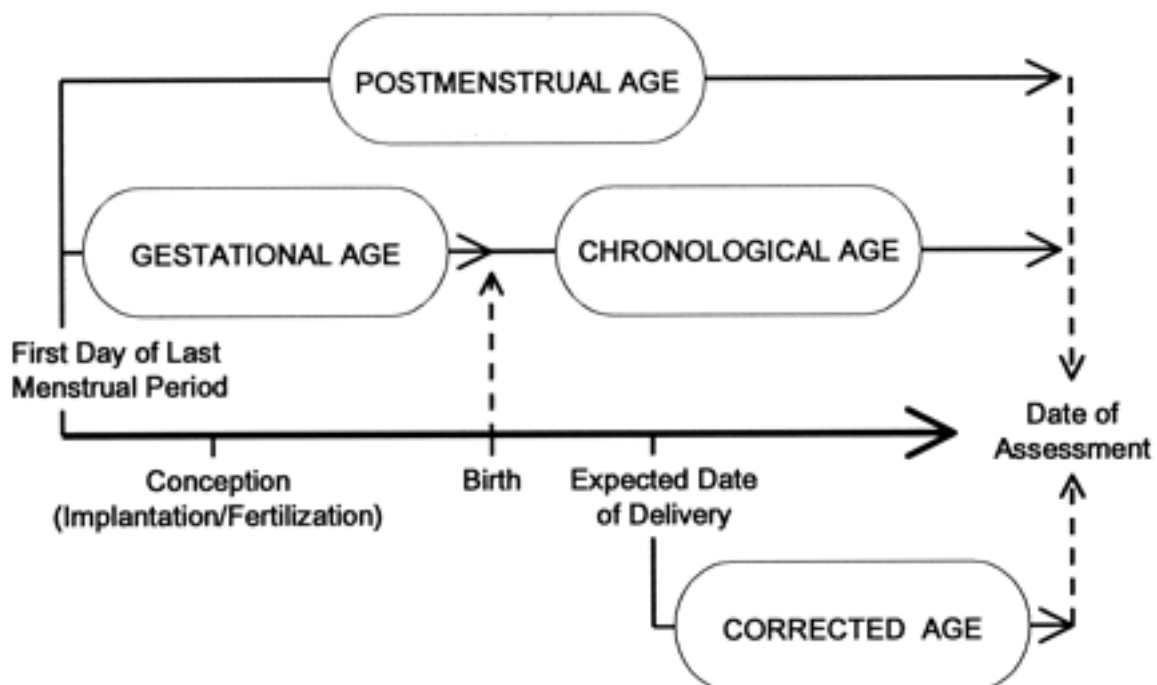 POSTMENSTRUAL AGE
GESTATIONAL AGE
CHRONOLOGICAL AGE
First Day of Last
Menstrual Period
Date of
Assessment
Conception
(Implantation/Fertilization)
Birth
Expected Date
of Delivery
CORRECTED AGE